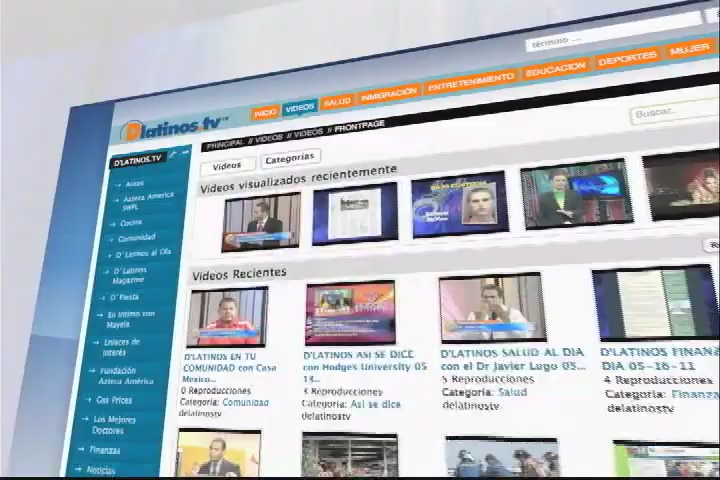 término ...
INICIO VIDEOS SALUD INMIGRACIÓN ENTRETENIMIENTO EDUCACIÓN DEPORTES MUJER
D'latinos.tv
PRINCIPAL // VIDEOS // VIDEOS // FRONTPAGE
Buscar...
D'LATINOS.TV
Autos
Azteca America SWFL
Cocina
Comunidad
D'Latinos al Día
D'Latinos Magazine
D'Fiesta
En Intimo con Mayela
Enlaces de Interés
Fundación Azteca América
Gas Prices
Los Mejores Doctores
Finanzas
Noticias
Videos Categorías
Videos visualizados recientemente
Videos Recientes
D'LATINOS EN TU
COMUNIDAD con Casa
Mexico...
0 Reproducciones
Categoría: Comunidad
delatinostv
D'LATINOS ASI SE DICE
con Hodges University 05
13...
3 Reproducciones
Categoría: Asi se dice
delatinostv
D'LATINOS SALUD AL DIA
con el Dr Javier Lugo 05...
5 Reproducciones
Categoría: Salud
delatinostv
D'LATINOS FINANZ
DIA 05-16-11
4 Reproducciones
Categoría: Finanza
delatinostv